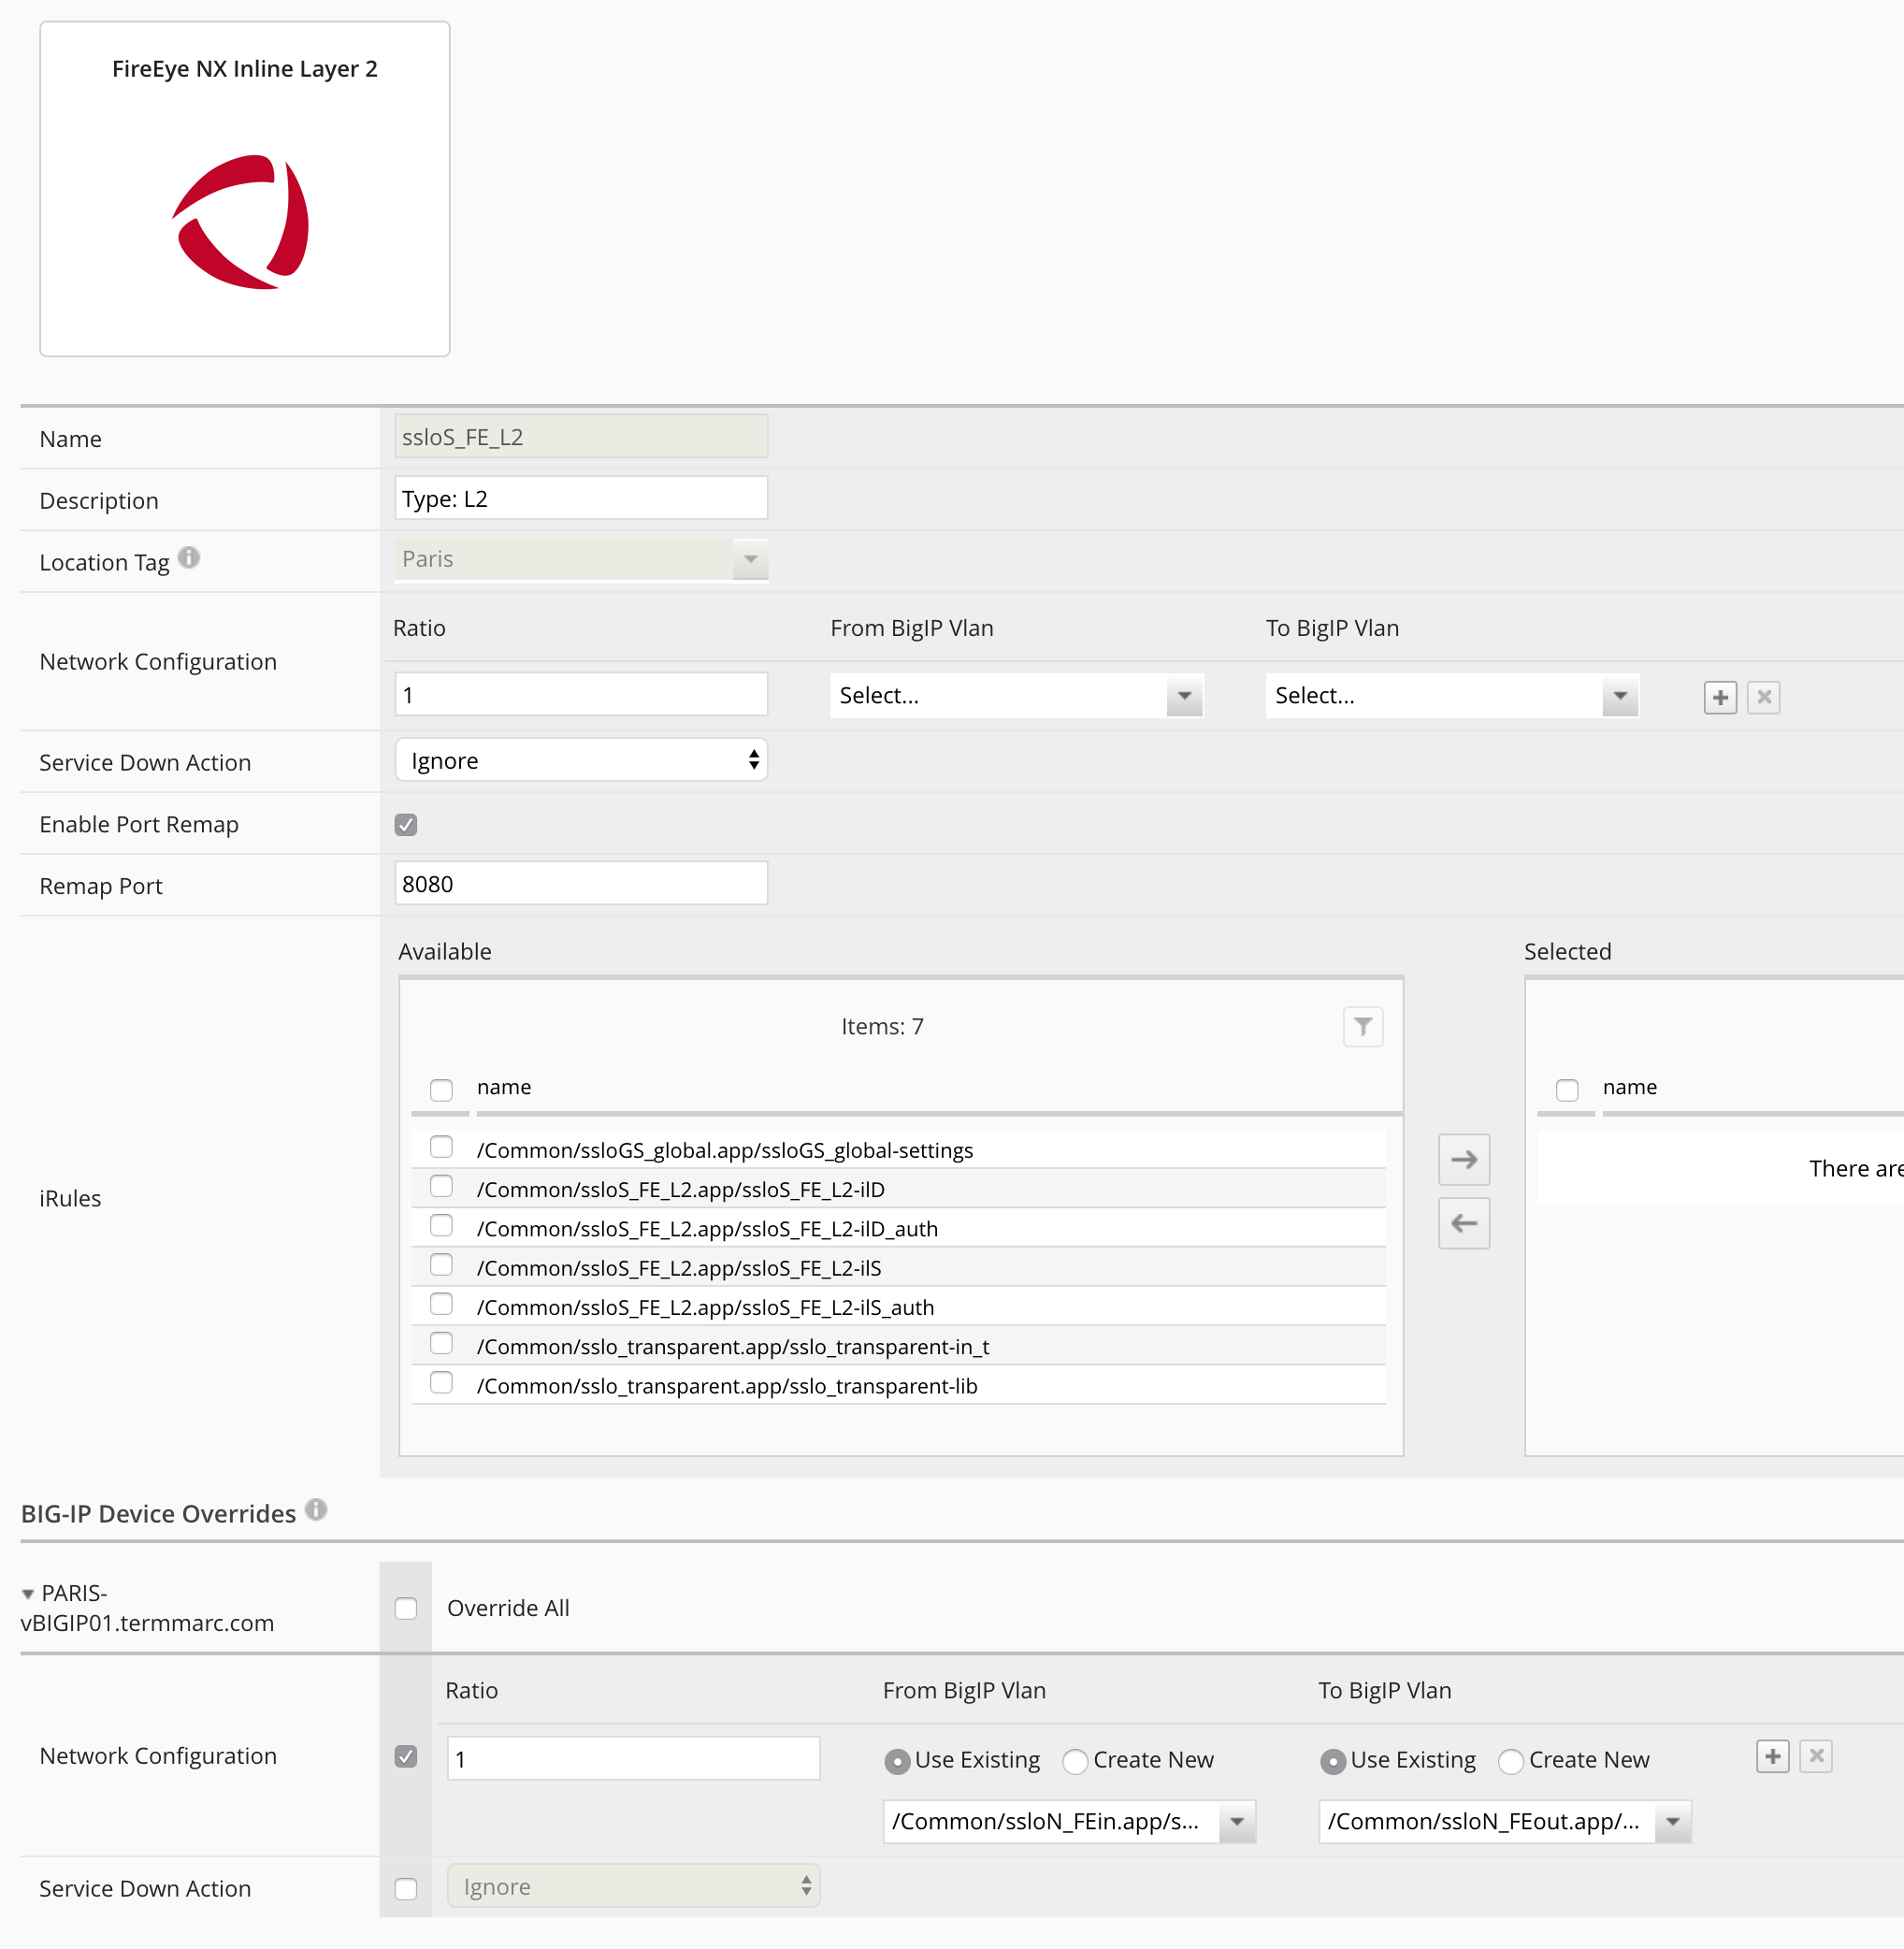 FireEye NX Inline Layer 2
Name
ssloS_FE_L2
Description
Type: L2
Location Tag
Paris
Network Configuration
Ratio From BigIP Vlan To BigIP Vlan
1 Select... Select...
Service Down Action
Ignore
Enable Port Remap
Remap Port
8080
iRules
Available
Items: 7
name
/Common/ssloGS_global.app/ssloGS_global-settings
/Common/ssloS_FE_L2.app/ssloS_FE_L2-ilD
/Common/ssloS_FE_L2.app/ssloS_FE_L2-ilD_auth
/Common/ssloS_FE_L2.app/ssloS_FE_L2-ilS
/Common/ssloS_FE_L2.app/ssloS_FE_L2-ilS_auth
/Common/sslo_transparent.app/sslo_transparent-in_t
/Common/sslo_transparent.app/sslo_transparent-lib
Selected
name
There are
BIG-IP Device Overrides
PARIS-
vBIGIP01.termmarc.com
Override All
Network Configuration
Ratio From BigIP Vlan To BigIP Vlan
1 Use Existing Create New Use Existing Create New
/Common/ssloN_FEin.app/s... /Common/ssloN_FEout.app/...
Service Down Action
Ignore